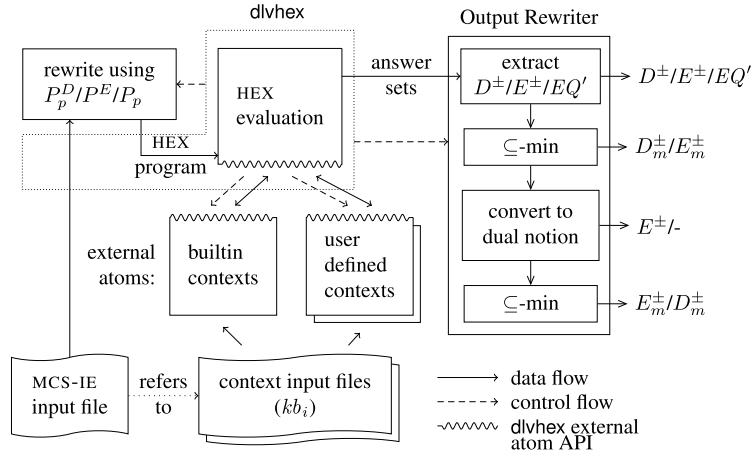 dlvhex
Output Rewriter
rewrite using
P_p^D/P^E/P_p
HEX
evaluation
answer
sets
extract
D^±/E^±/EQ′
D^±/E^±/EQ′
HEX
program
⊆-min
D_m^±/E_m^±
convert to
dual notion
E^±/-
external
atoms:
builtin
contexts
user
defined
contexts
⊆-min
E_m^±/D_m^±
MCS-IE
input file
refers
to
context input files
(kb_i)
data flow
control flow
dlvhex external
atom API